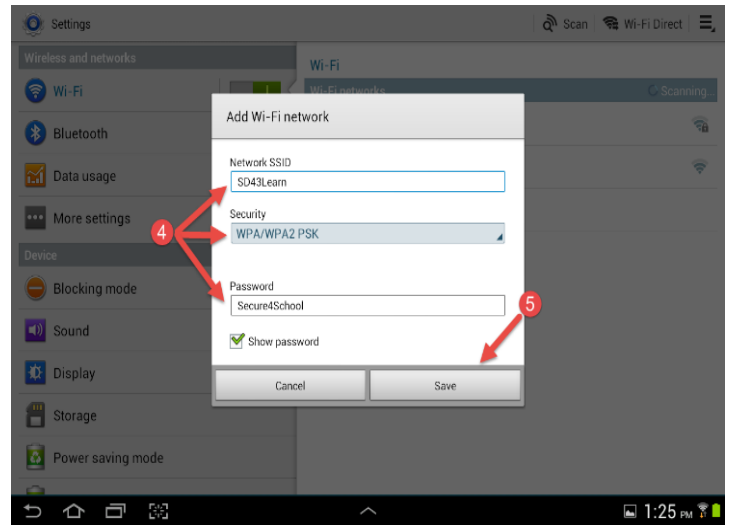 Settings
Scan
Wi-Fi Direct
Wireless and networks
Wi-Fi
Bluetooth
Data usage
More settings
Device
Blocking mode
Sound
Display
Storage
Power saving mode
Wi-Fi
Wi-Fi networks
Scanning...
Add Wi-Fi network
Network SSID
SD43Learn
Security
WPA/WPA2 PSK
4
Password
Secure4School
5
Show password
Cancel
Save
1:25 PM